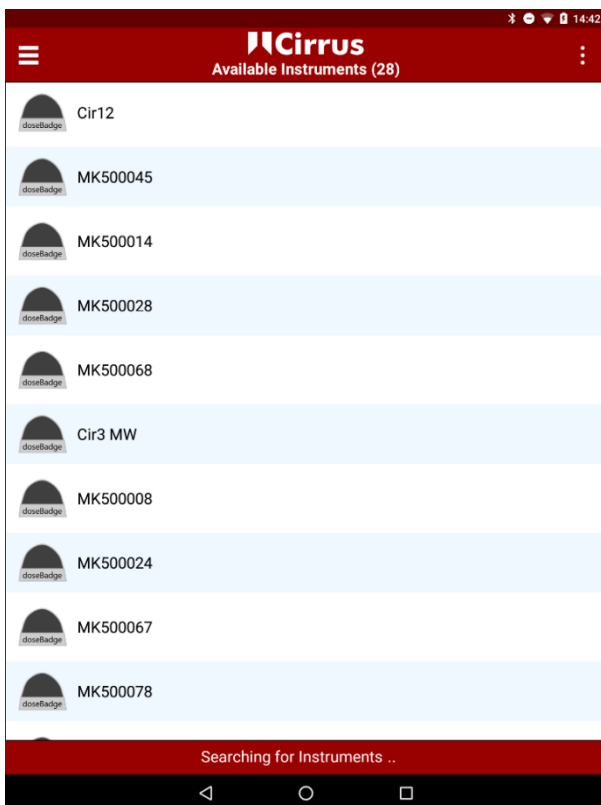 14:42
Cirrus
Available Instruments (28)
doseBadge Cir12
doseBadge MK500045
doseBadge MK500014
doseBadge MK500028
doseBadge MK500068
doseBadge Cir3 MW
doseBadge MK500008
doseBadge MK500024
doseBadge MK500067
doseBadge MK500078
Searching for Instruments ..